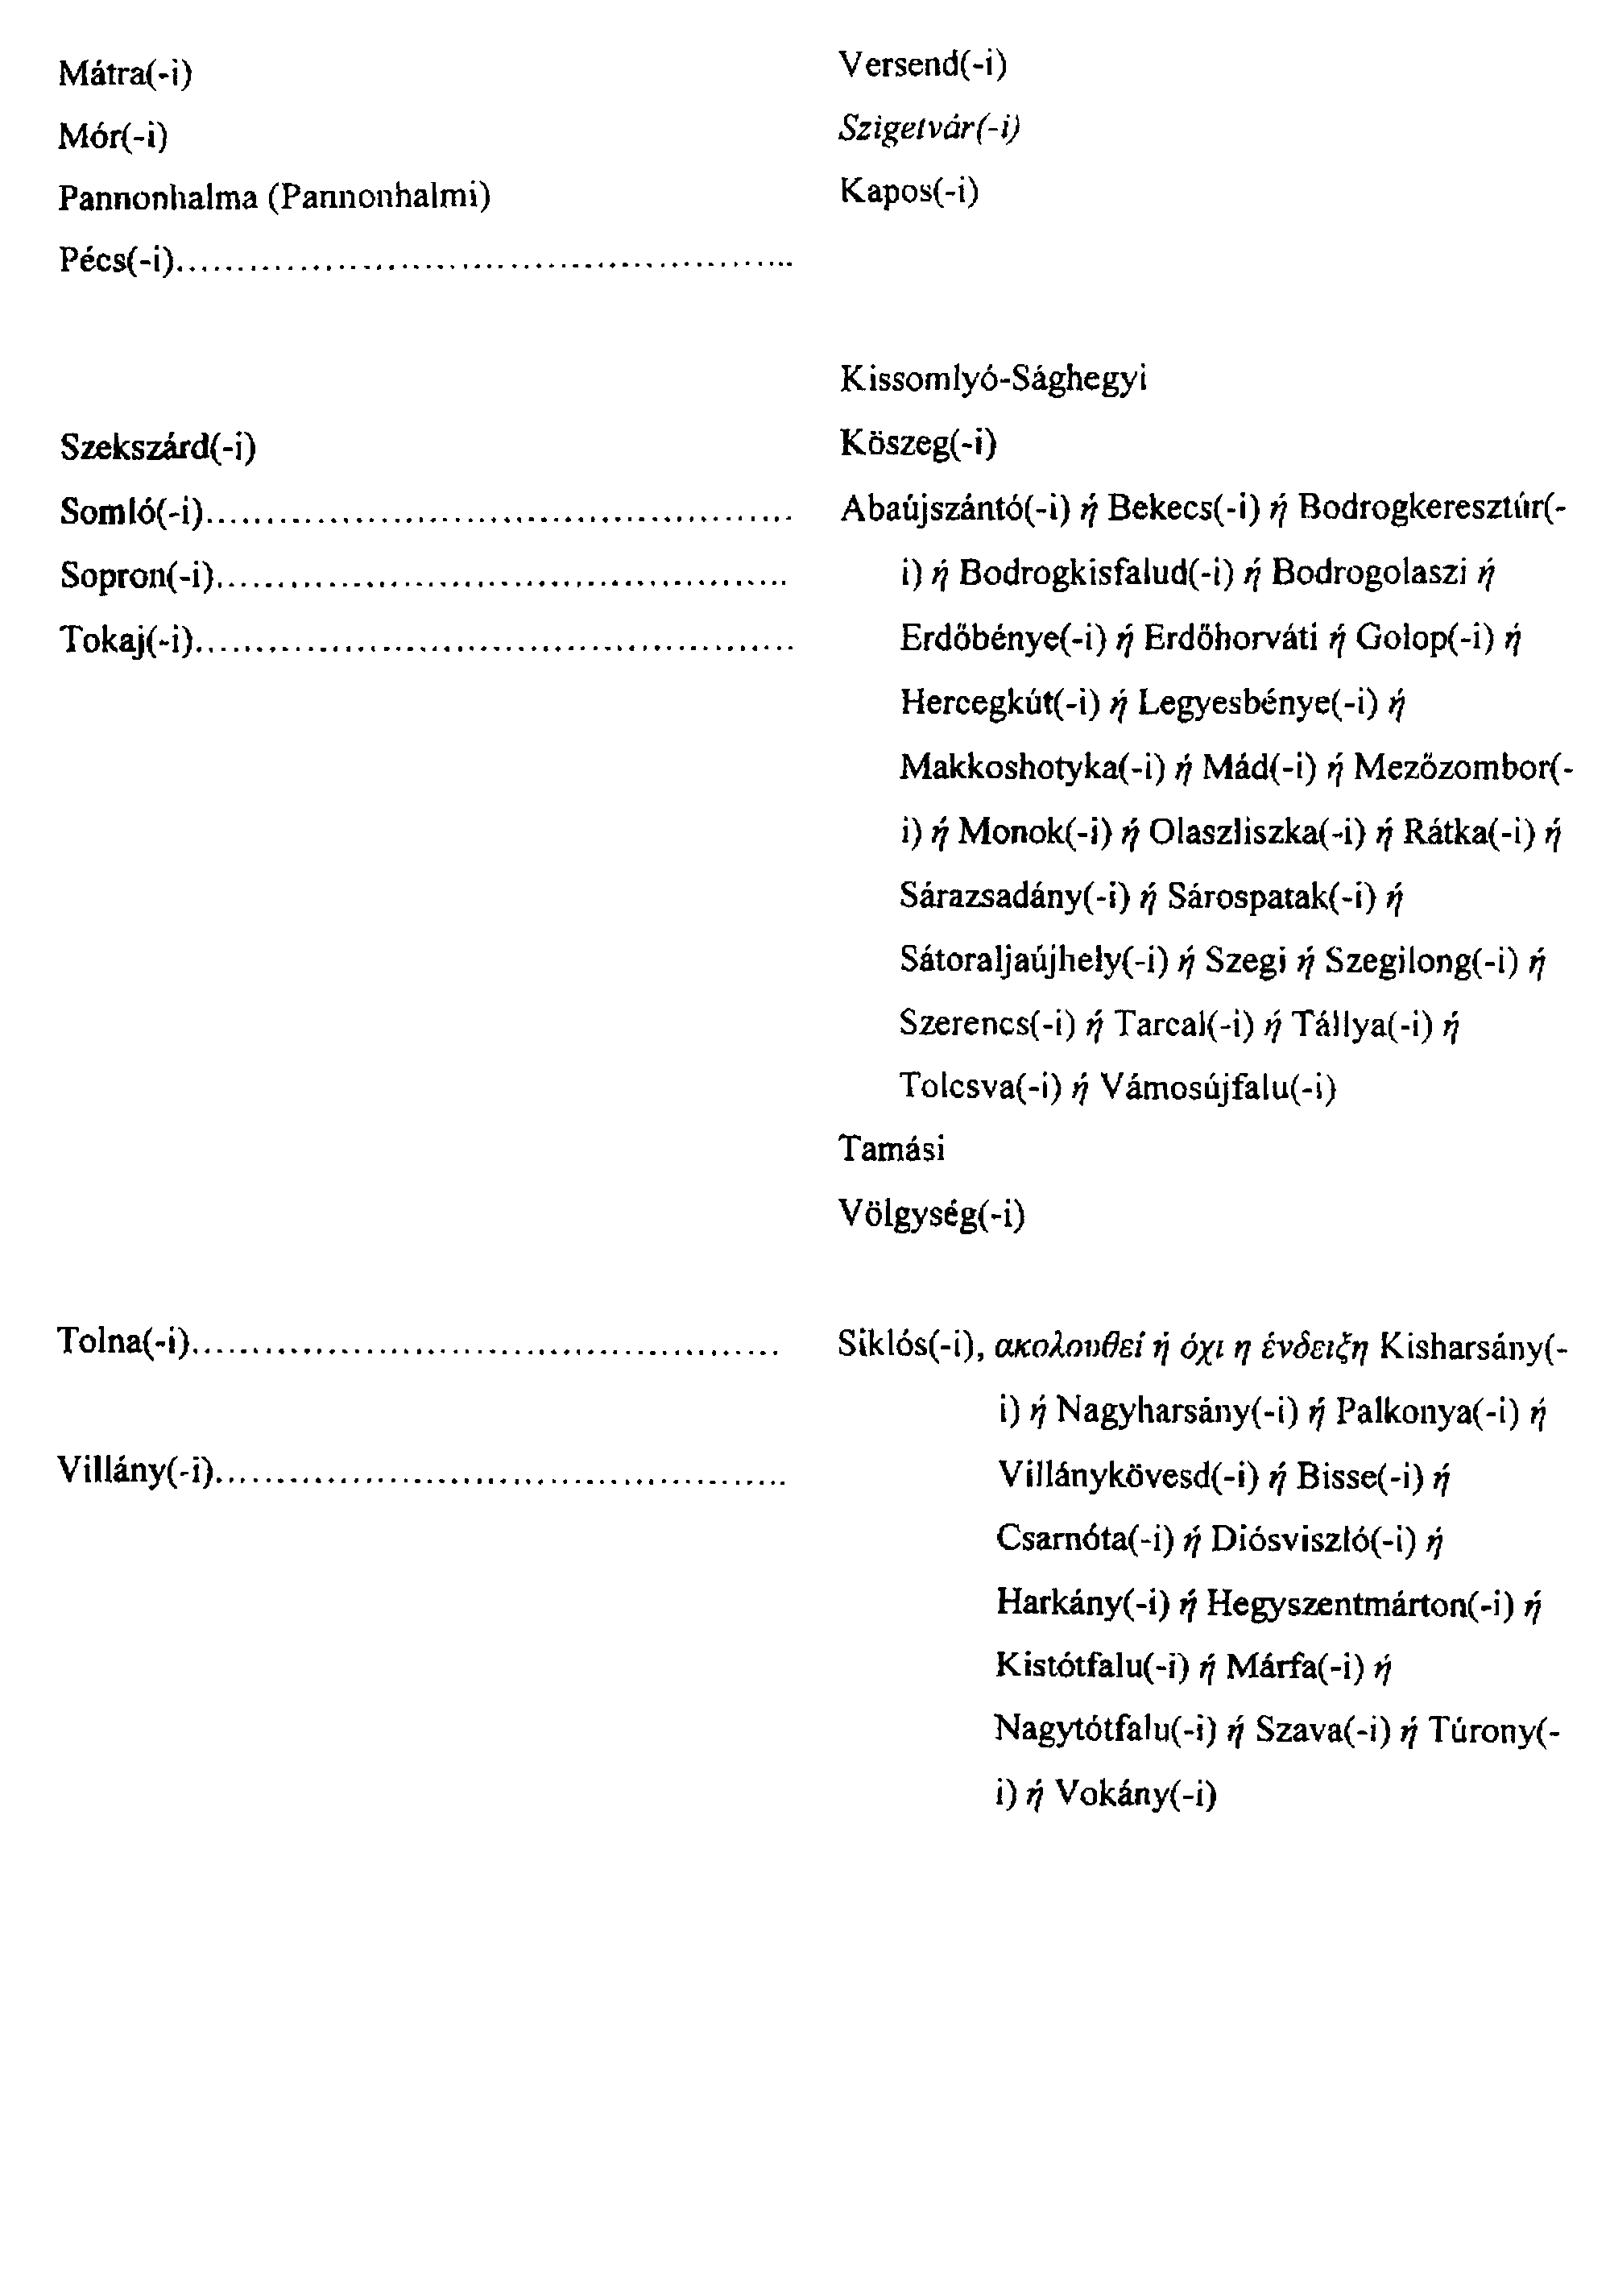 Mátra(-i)
Mór(-i)
Pannonhalma (Pannonhalmi)
Pécs(-i)
Versend(-i)
Szigetvár(-i)
Kapos(-i)
Szekszárd(-i)
Somló(-i)
Sopron(-i)
Tokaj(-i)
Kissomlyó-Sághegyi
Köszeg(-i)
Abaújszántó(-i) ή Bekecs(-i) ή Bodrogkeresztúr(-
i) ή Bodrogkisfalud(-i) ή Bodrogolaszi ή
Erdöbénye(-i) ή Erdöhorváti ή Golop(-i) ή
Hercegkút(-i) ή Legyesbénye(-i) ή
Makkoshotyka(-i) ή Mád(-i) ή Mezözombor(-
i) ή Monok(-i) ή Olaszliszka(-i) ή Rátka(-i) ή
Sárazsadány(-i) ή Sárospatak(-i) ή
Sátoraljaújhely(-i) ή Szegi ή Szegilong(-i) ή
Szerencs(-i) ή Tarcal(-i) ή Tállya(-i) ή
Tolcsva(-i) ή Vámosújfalu(-i)
Tamási
Völgység(-i)
Tolna(-i)
Villány(-i)
Siklós(-i), ακολουθεί ή όχι η ένδειξη Kisharsány(-
i) ή Nagyharsány(-i) ή Palkonya(-i) ή
Villánykövesd(-i) ή Bisse(-i) ή
Csarnóta(-i) ή Diósviszló(-i) ή
Harkány(-i) ή Hegyszentmárton(-i) ή
Kistótfalu(-i) ή Márfa(-i) ή
Nagytótfalu(-i) ή Szava(-i) ή Túrony(-
i) ή Vokány(-i)